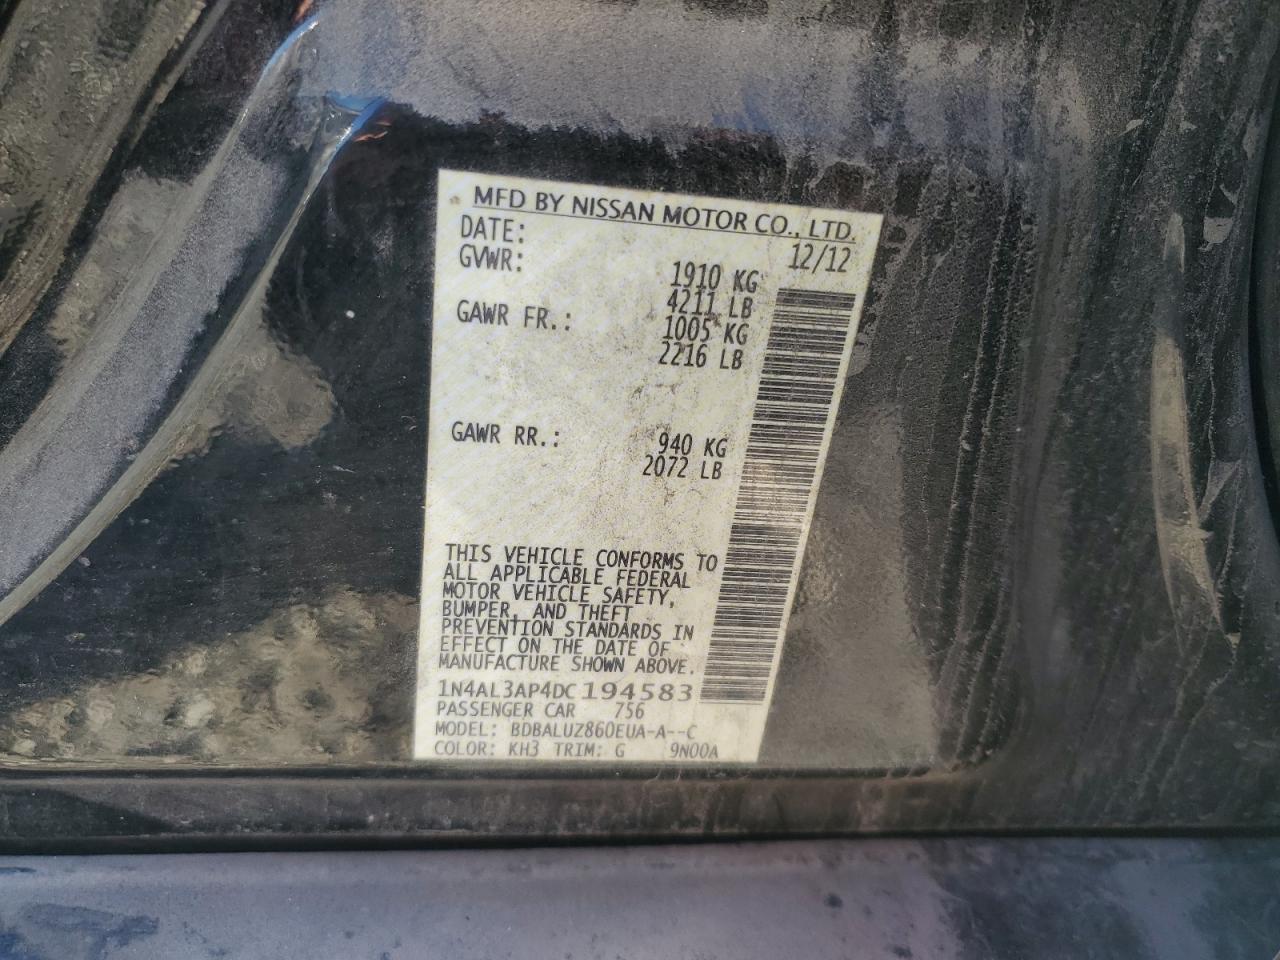 MFD BY NISSAN MOTOR CO., LTD.
DATE: 12/12
GVWR: 1910 KG
4211 LB
GAWR FR.: 1005 KG
2216 LB
GAWR RR.: 940 KG
2072 LB
THIS VEHICLE CONFORMS TO
ALL APPLICABLE FEDERAL
MOTOR VEHICLE SAFETY,
BUMPER, AND THEFT
PREVENTION STANDARDS IN
EFFECT ON THE DATE OF
MANUFACTURE SHOWN ABOVE.
1N4AL3AP4DC194583
PASSENGER CAR 756
MODEL: BDBALUZ860EUA-A--C
COLOR: KH3 TRIM: G 9N00A